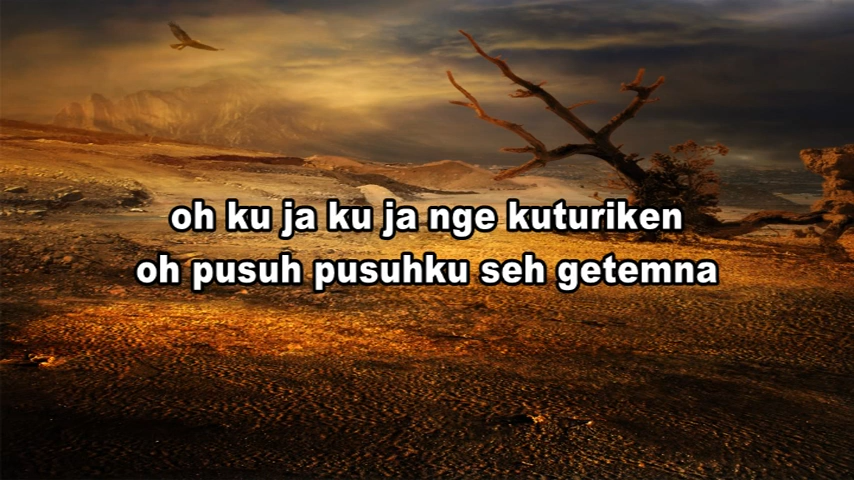 oh ku ja ku ja nge kuturiken
oh pusuh pusuhku seh getemna